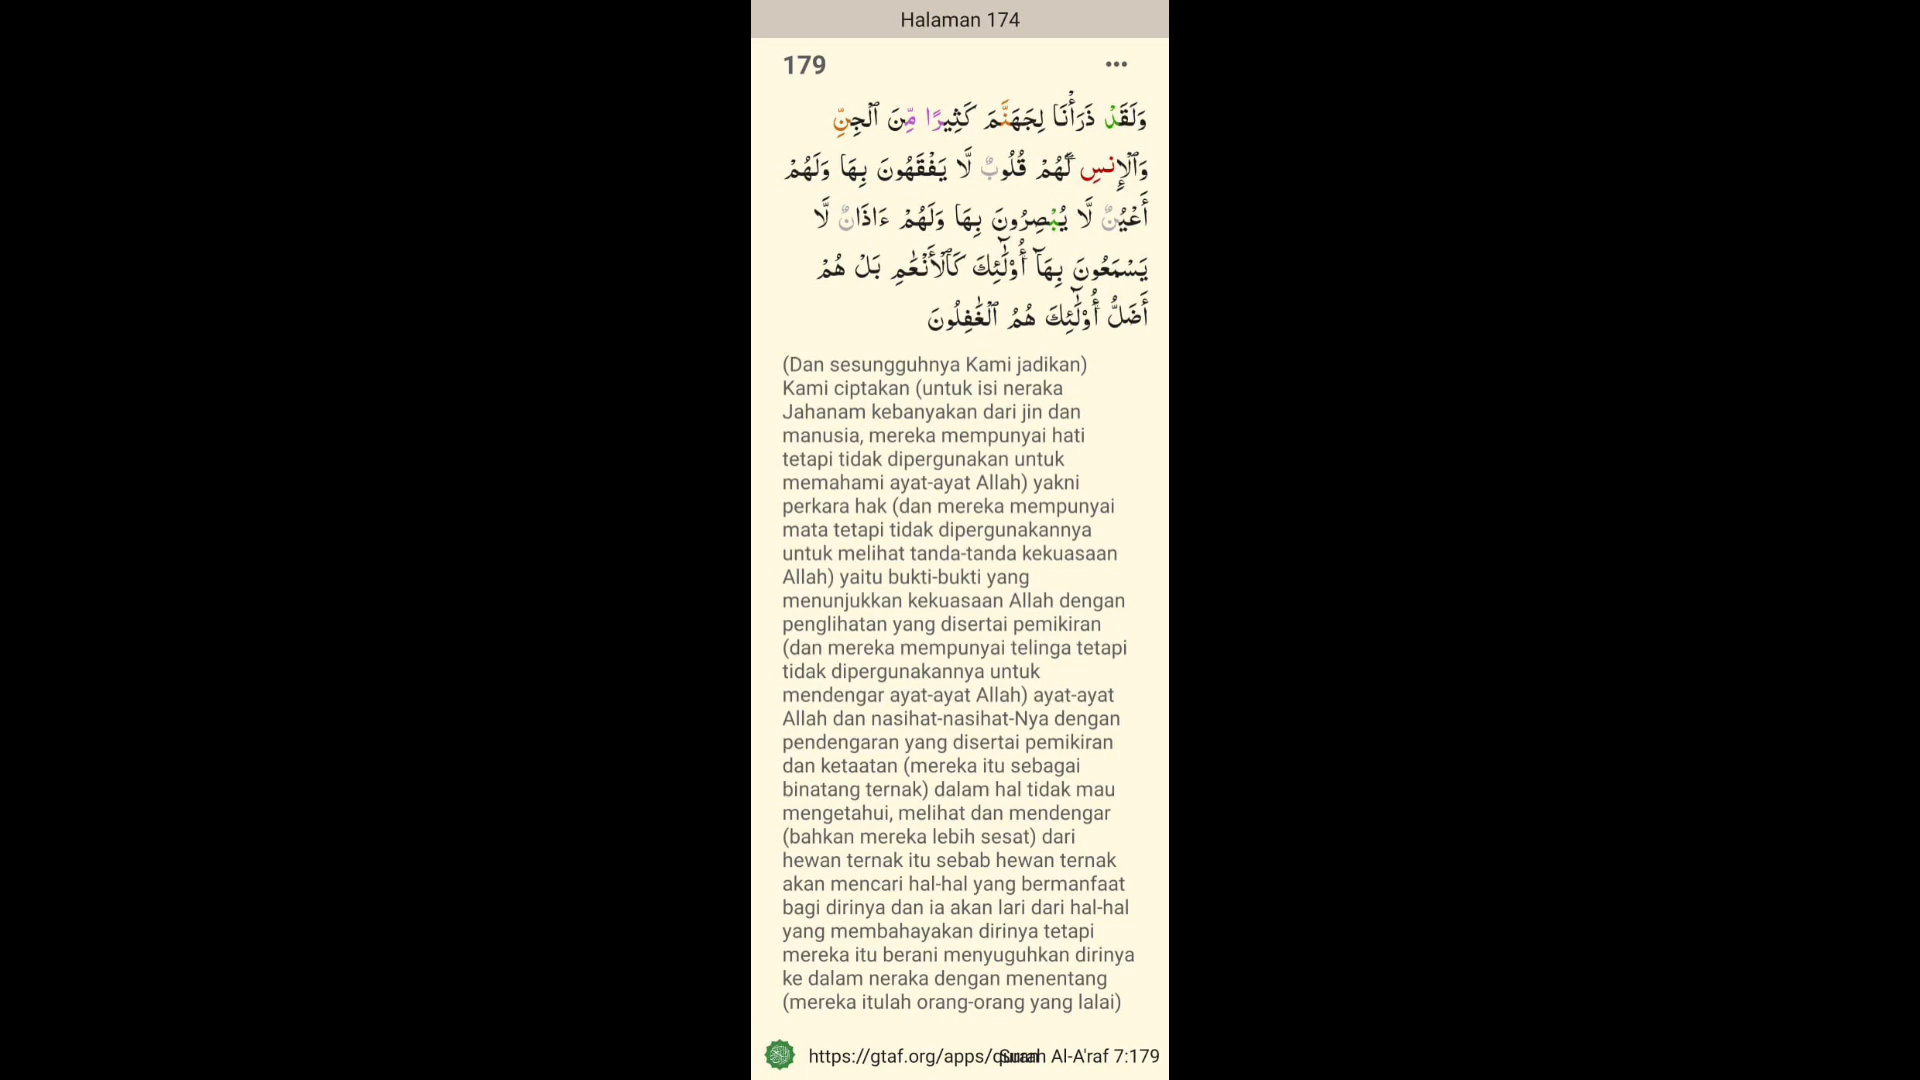 Halaman 174
179
وَلَقَدْ ذَرَأْنَا لِجَهَنَّمَ كَثِيرًا مِّنَ ٱلْجِنِّ
وَٱلْإِنسِ ۖ لَهُمْ قُلُوبٌ لَّا يَفْقَهُونَ بِهَا وَلَهُمْ
أَعْيُنٌ لَّا يُبْصِرُونَ بِهَا وَلَهُمْ ءَاذَانٌ لَّا
يَسْمَعُونَ بِهَآ أُو۟لَٰٓئِكَ كَٱلْأَنْعَٰمِ بَلْ هُمْ
أَضَلُّ أُو۟لَٰٓئِكَ هُمُ ٱلْغَٰفِلُونَ
(Dan sesungguhnya Kami jadikan)
Kami ciptakan (untuk isi neraka
Jahanam kebanyakan dari jin dan
manusia, mereka mempunyai hati
tetapi tidak dipergunakan untuk
memahami ayat-ayat Allah) yakni
perkara hak (dan mereka mempunyai
mata tetapi tidak dipergunakannya
untuk melihat tanda-tanda kekuasaan
Allah) yaitu bukti-bukti yang
menunjukkan kekuasaan Allah dengan
penglihatan yang disertai pemikiran
(dan mereka mempunyai telinga tetapi
tidak dipergunakannya untuk
mendengar ayat-ayat Allah) ayat-ayat
Allah dan nasihat-nasihat-Nya dengan
pendengaran yang disertai pemikiran
dan ketaatan (mereka itu sebagai
binatang ternak) dalam hal tidak mau
mengetahui, melihat dan mendengar
(bahkan mereka lebih sesat) dari
hewan ternak itu sebab hewan ternak
akan mencari hal-hal yang bermanfaat
bagi dirinya dan ia akan lari dari hal-hal
yang membahayakan dirinya tetapi
mereka itu berani menyuguhkan dirinya
ke dalam neraka dengan menentang
(mereka itulah orang-orang yang lalai)
https://gtaf.org/apps/quran Surah Al-A'raf 7:179